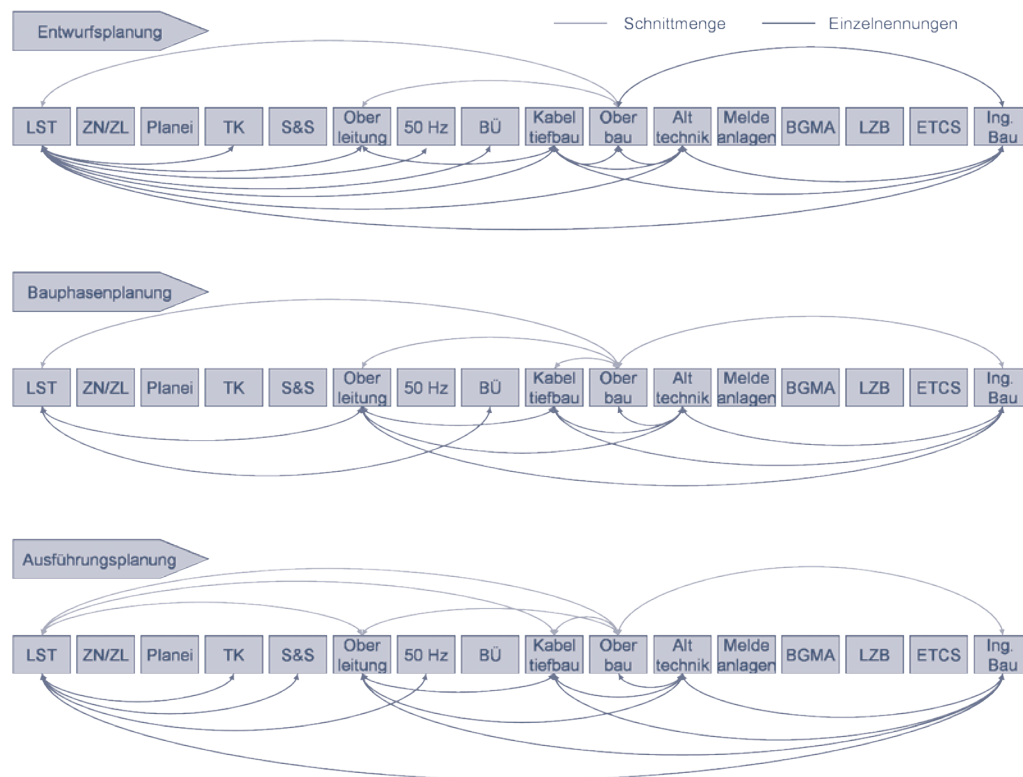 Entwurfsplanung
Schnittmenge
Einzelnennungen
LST
ZN/ZL
Planei
TK
S&S
Ober
leitung
50 Hz
BÜ
Kabel
tiefbau
Ober
bau
Alt
technik
Melde
anlagen
BGMA
LZB
ETCS
Ing.
Bau
Bauphasenplanung
LST
ZN/ZL
Planei
TK
S&S
Ober
leitung
50 Hz
BÜ
Kabel
tiefbau
Ober
bau
Alt
technik
Melde
anlagen
BGMA
LZB
ETCS
Ing.
Bau
Ausführungsplanung
LST
ZN/ZL
Planei
TK
S&S
Ober
leitung
50 Hz
BÜ
Kabel
tiefbau
Ober
bau
Alt
technik
Melde
anlagen
BGMA
LZB
ETCS
Ing.
Bau